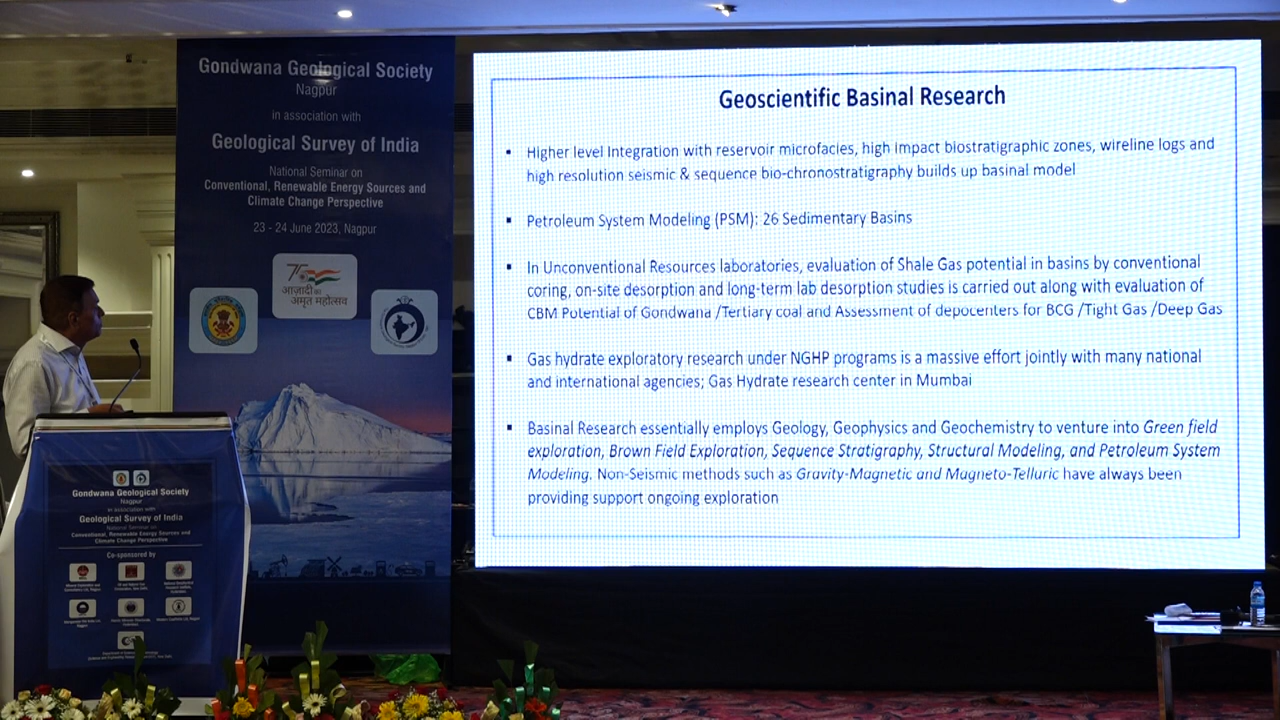 Gondwana Geological Society
Nagpur
in association with
Geological Survey of India
National Seminar on
Conventional, Renewable Energy Sources and
Climate Change Perspective
23 - 24 June 2023, Nagpur
आज़ादी का
अमृत महोत्सव
Geoscientific Basinal Research
▪ Higher level Integration with reservoir microfacies, high impact biostratigraphic zones, wireline logs and
high resolution seismic & sequence bio-chronostratigraphy builds up basinal model
▪ Petroleum System Modeling (PSM): 26 Sedimentary Basins
▪ In Unconventional Resources laboratories, evaluation of Shale Gas potential in basins by conventional
coring, on-site desorption and long-term lab desorption studies is carried out along with evaluation of
CBM Potential of Gondwana /Tertiary coal and Assessment of depocenters for BCG /Tight Gas /Deep Gas
▪ Gas hydrate exploratory research under NGHP programs is a massive effort jointly with many national
and international agencies; Gas Hydrate research center in Mumbai
▪ Basinal Research essentially employs Geology, Geophysics and Geochemistry to venture into Green field
exploration, Brown Field Exploration, Sequence Stratigraphy, Structural Modeling, and Petroleum System
Modeling. Non-Seismic methods such as Gravity-Magnetic and Magneto-Telluric have always been
providing support ongoing exploration
Gondwana Geological Society
Nagpur
in association with
Geological Survey of India
National Seminar on
Conventional, Renewable Energy Sources and
Climate Change Perspective
Co-sponsored by